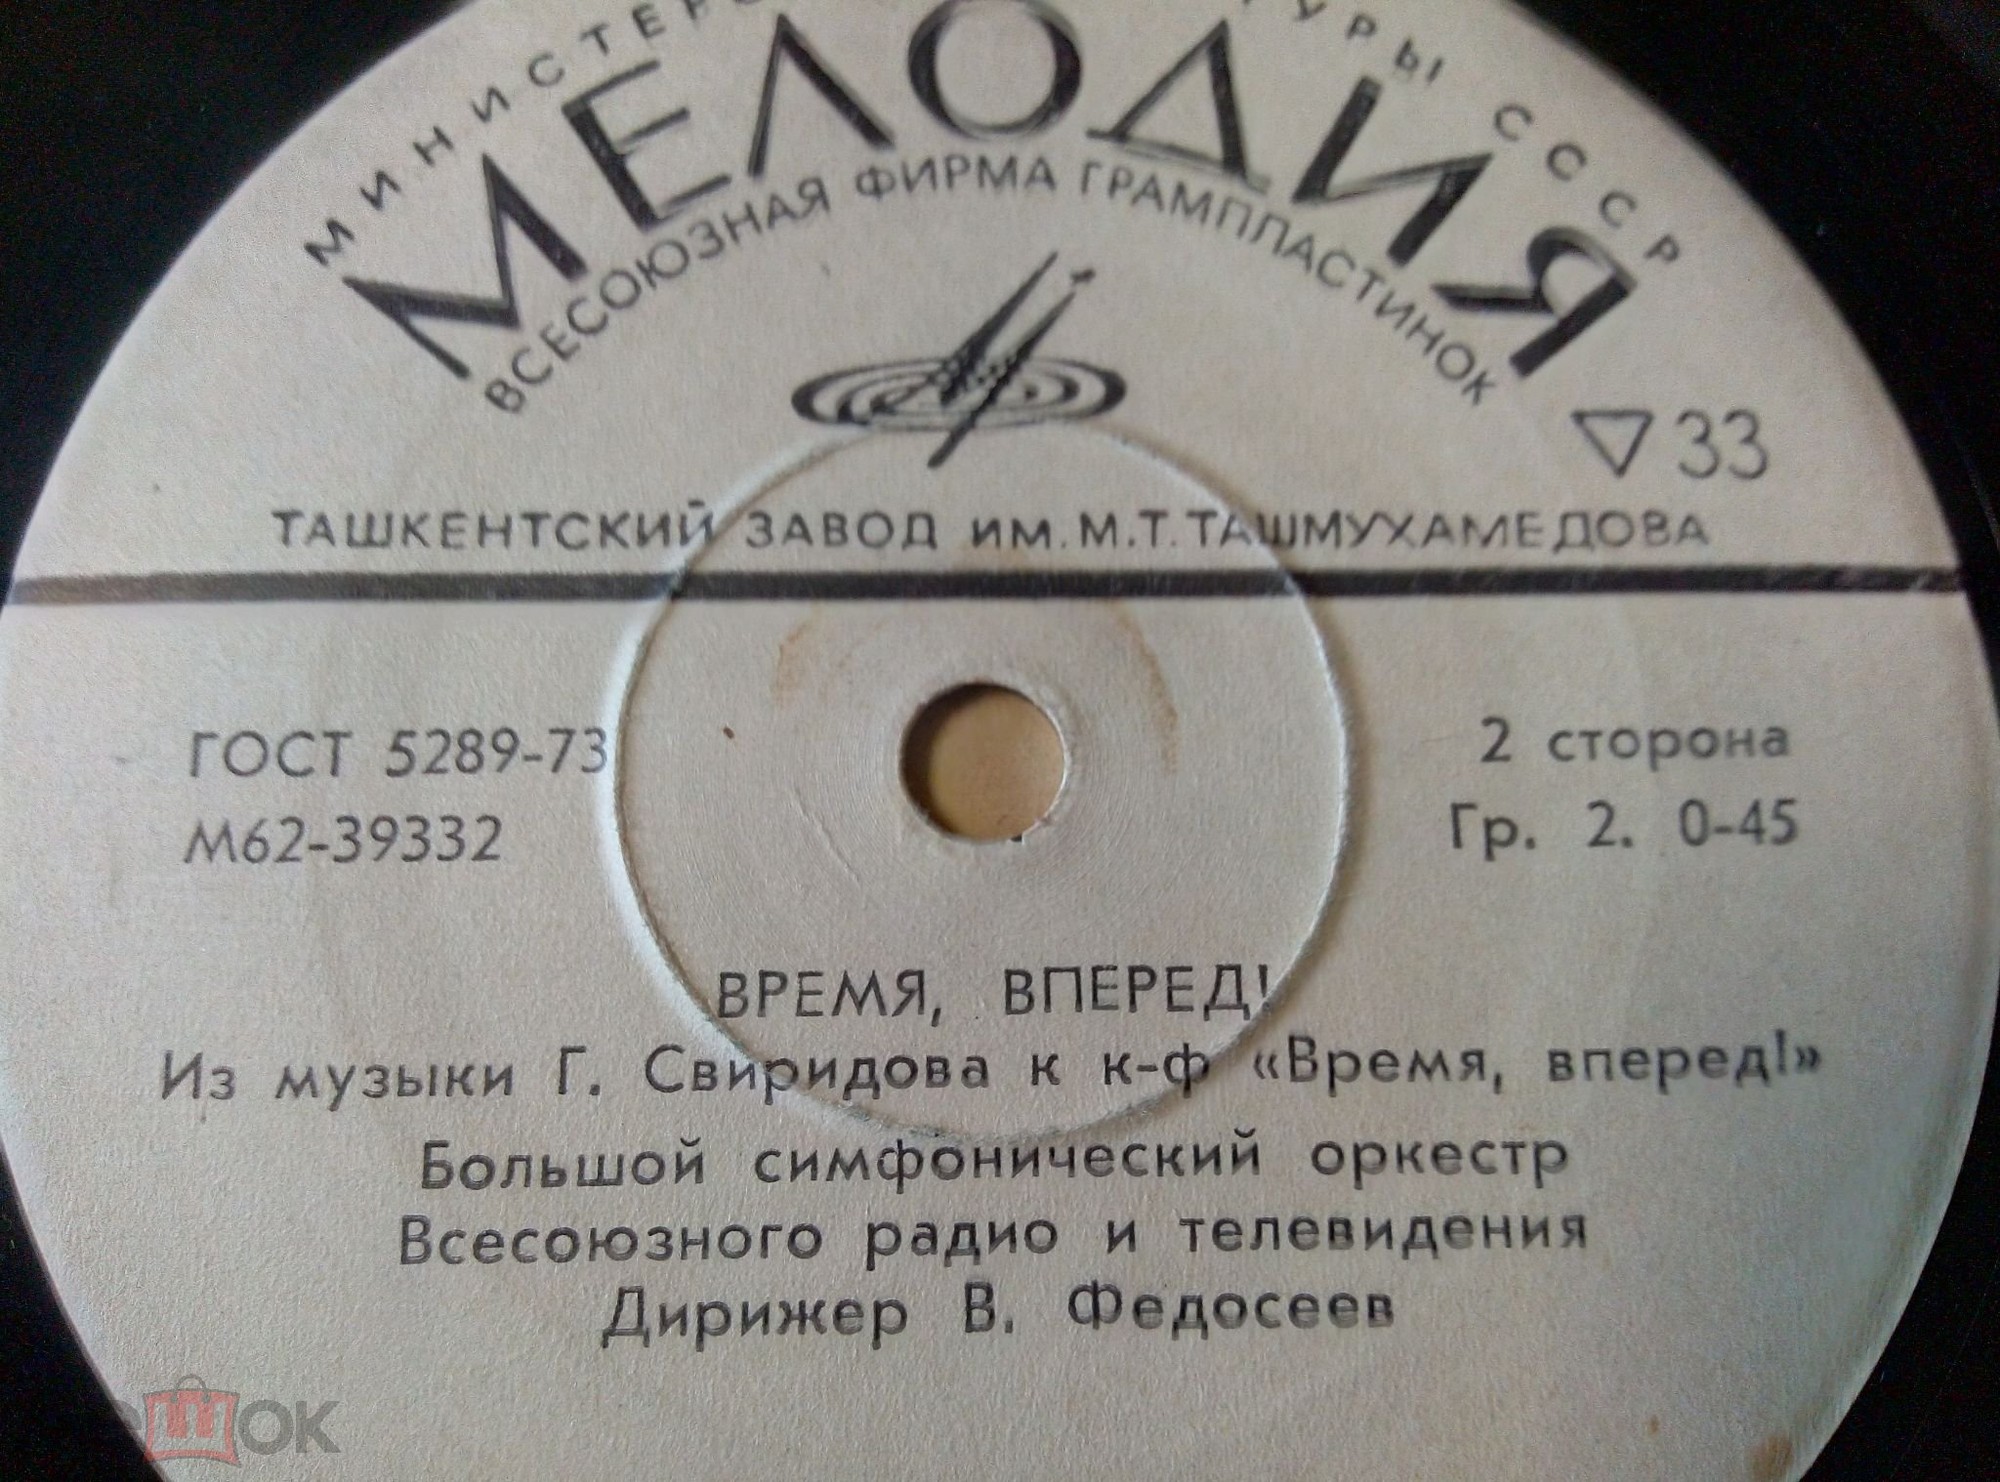 СССР
МЕЛОДИЯ
ВСЕСОЮЗНАЯ ФИРМА ГРАМПЛАСТИНОК
33
ТАШКЕНТСКИЙ ЗАВОД ИМ. М.Т. ТАШМУХАМЕДОВА
ГОСТ 5289-73
2 сторона
М62-39332
Гр. 2. 0-45
ВРЕМЯ, ВПЕРЕД!
Из музыки Г. Свиридова к к-ф «Время, вперед!»
Большой симфонический оркестр
Всесоюзного радио и телевидения
Дирижер В. Федосеев